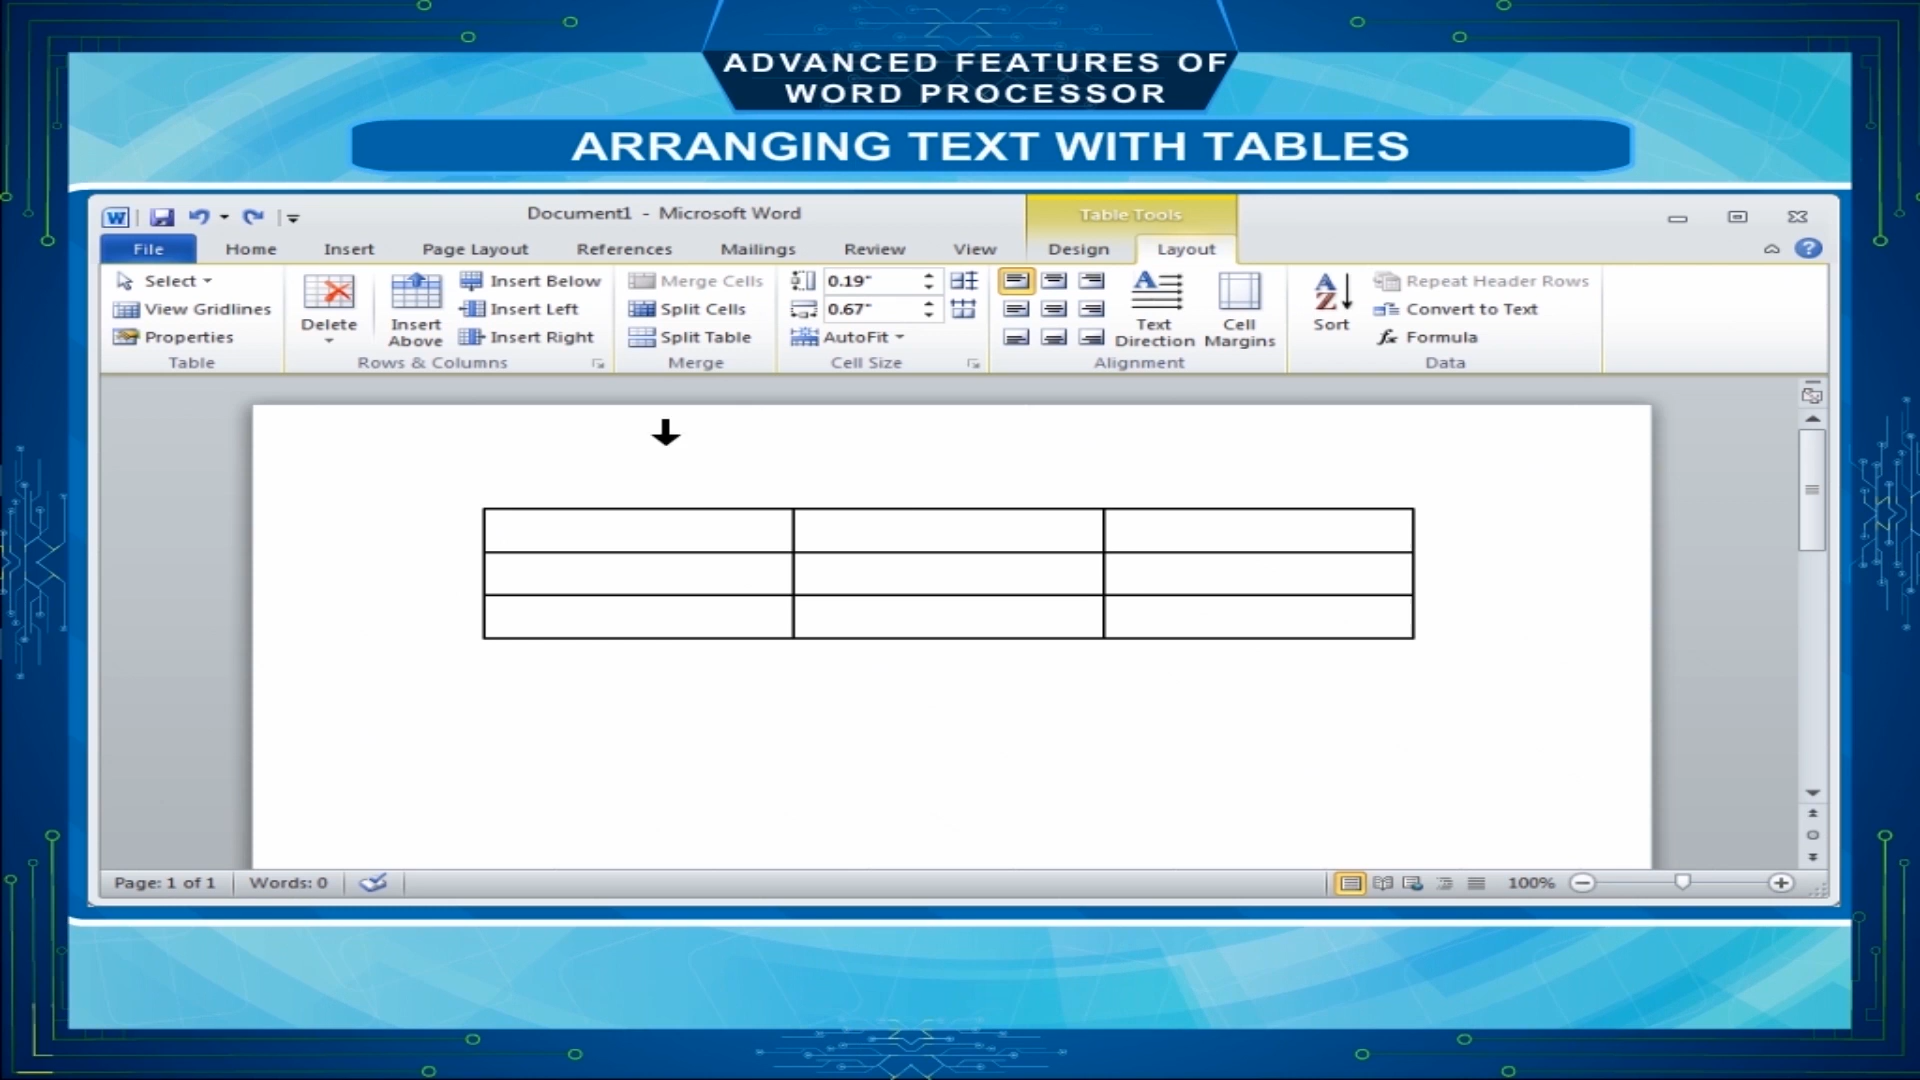 ADVANCED FEATURES OF
WORD PROCESSOR
ARRANGING TEXT WITH TABLES
Document1 - Microsoft Word
Table Tools
File Home Insert Page Layout References Mailings Review View Design Layout
Select
View Gridlines
Properties
Table
Delete
Insert
Above
Insert Below
Insert Left
Insert Right
Rows & Columns
Merge Cells
Split Cells
Split Table
Merge
0.19"
0.67"
AutoFit
Cell Size
Text
Direction
Cell
Margins
Alignment
A
Z
Sort
Repeat Header Rows
Convert to Text
fx Formula
Data
Page: 1 of 1 Words: 0 100%